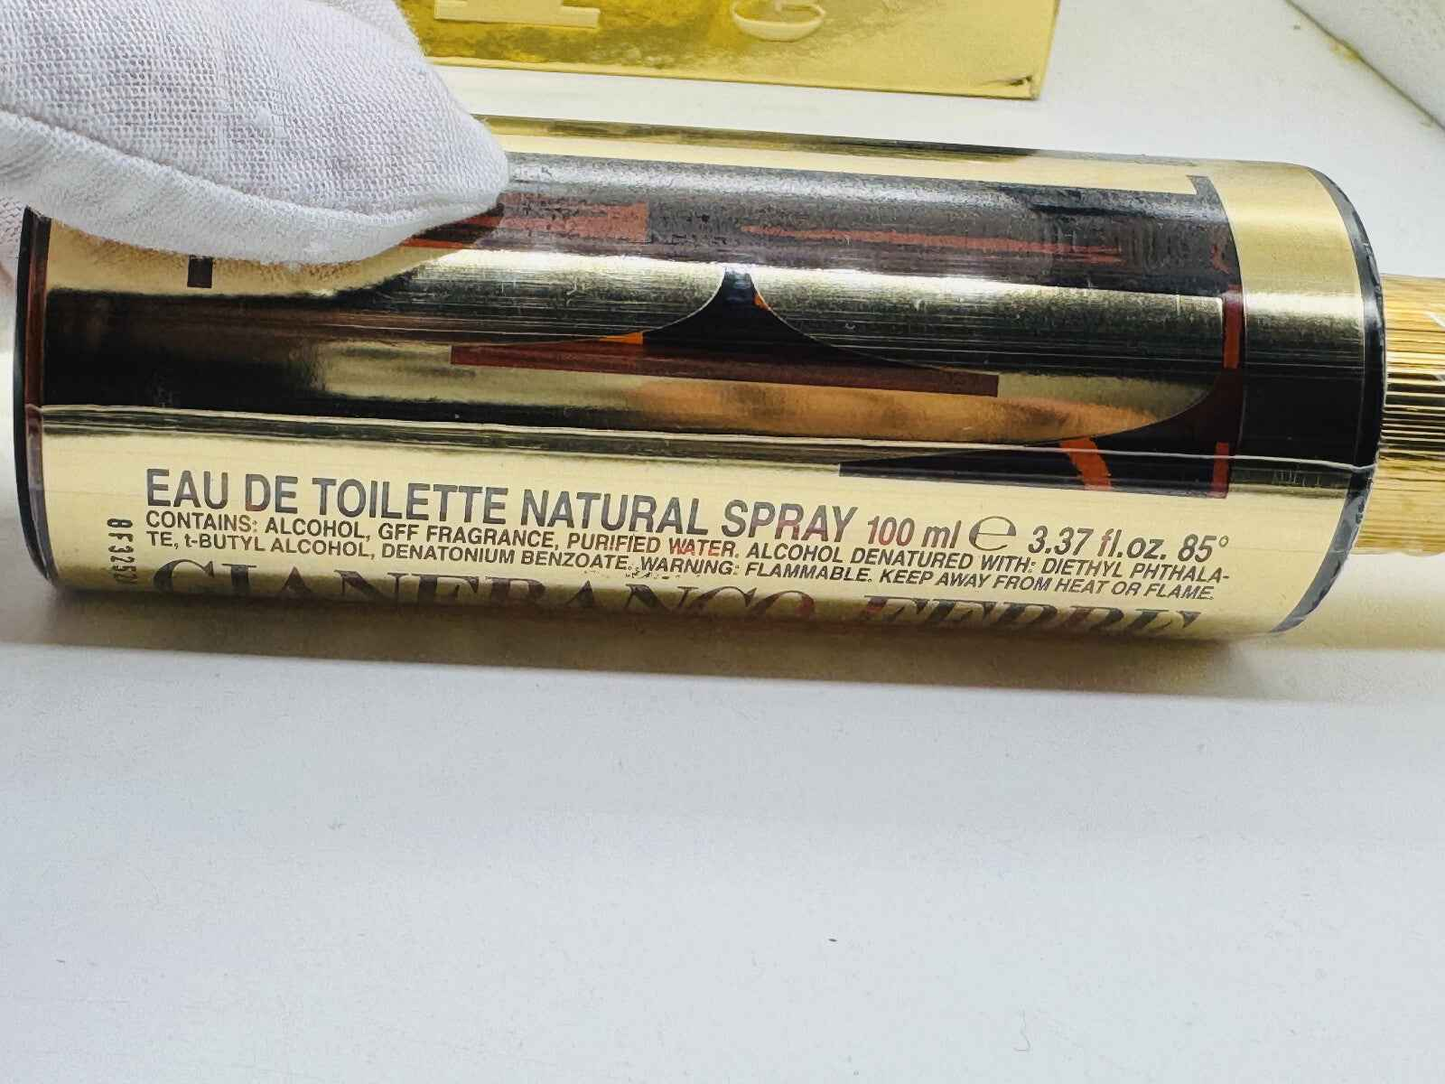 G
EAU DE TOILETTE NATURAL SPRAY 100 ml ℮ 3.37 fl.oz. 85°
CONTAINS: ALCOHOL, GFF FRAGRANCE, PURIFIED WATER. ALCOHOL DENATURED WITH: DIETHYL PHTHALA-
TE, t-BUTYL ALCOHOL, DENATONIUM BENZOATE. WARNING: FLAMMABLE. KEEP AWAY FROM HEAT OR FLAME.
GIANFRANCO FERRE